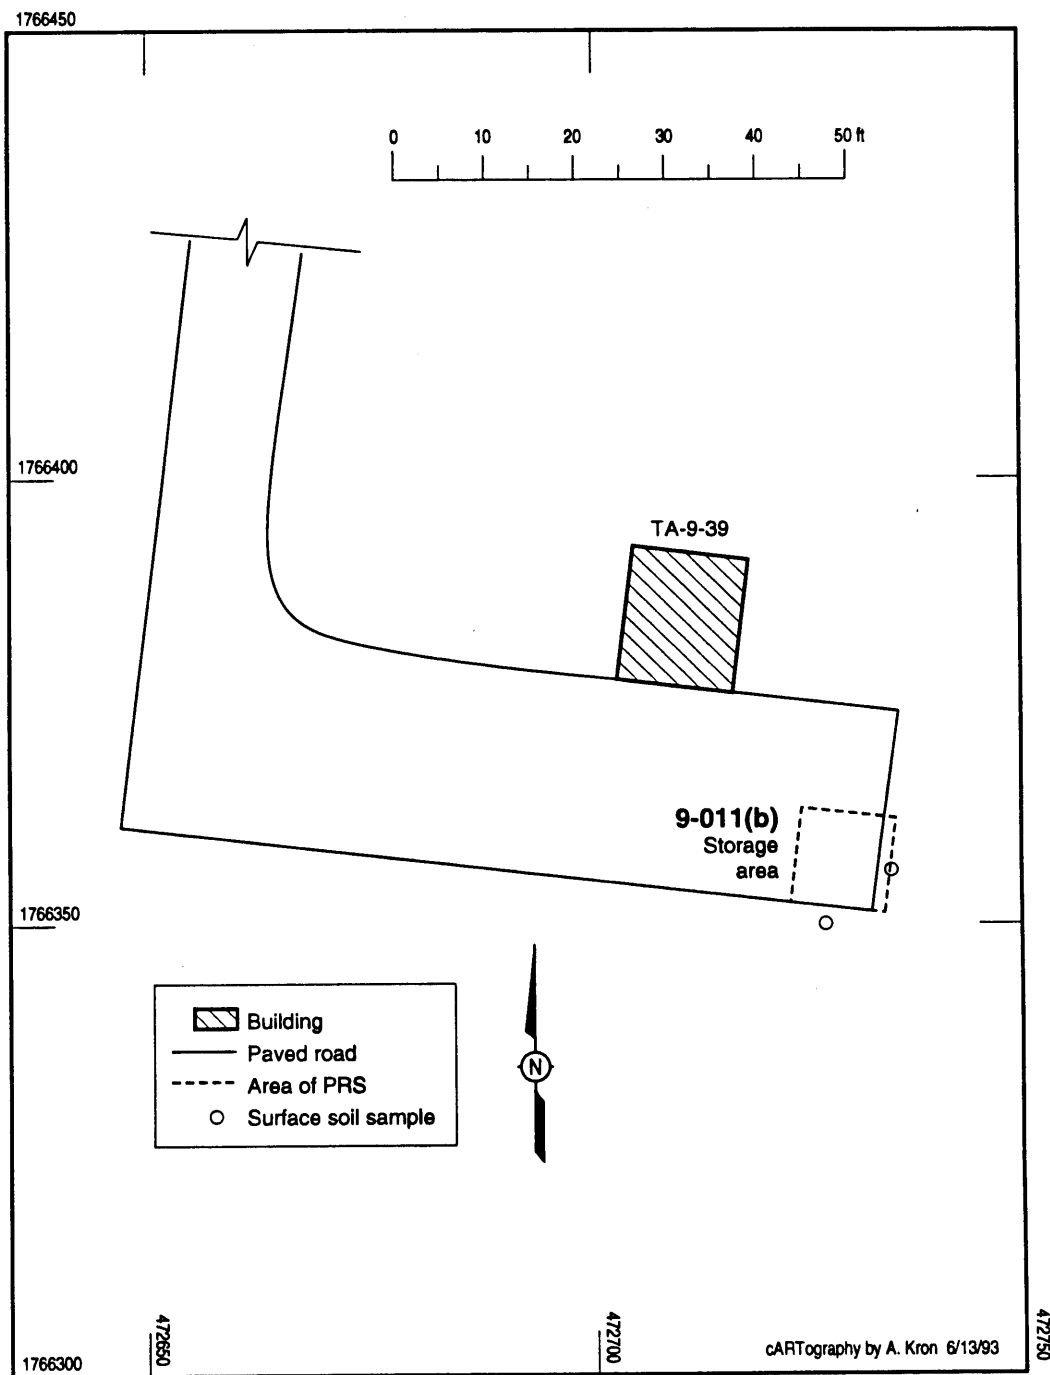 1766450
0 10 20 30 40 50 ft
1766400
TA-9-39
9-011(b)
Storage
area
1766350
Building
Paved road
Area of PRS
Surface soil sample
N
472650
472700
472750
cARTography by A. Kron 6/13/93
1766300